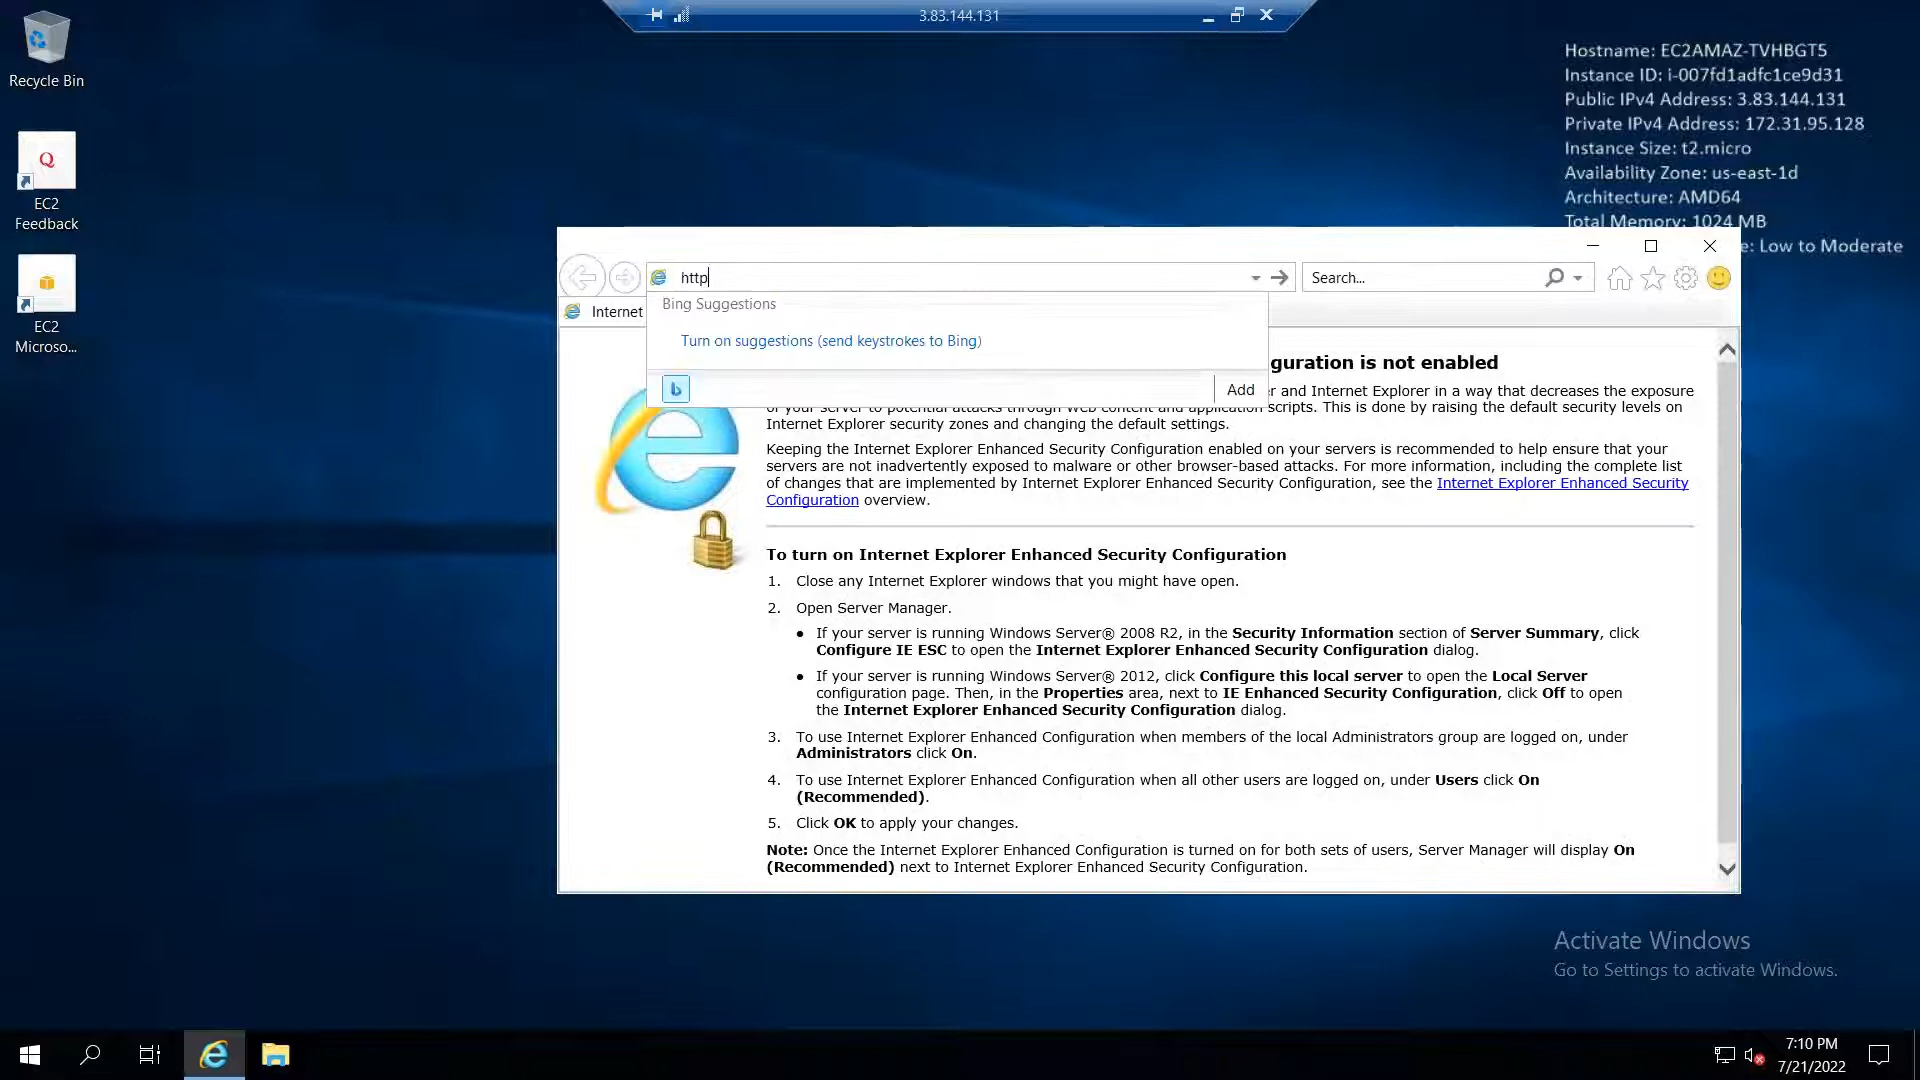 3.83.144.131
Recycle Bin
EC2
Feedback
EC2
Microso...
Hostname: EC2AMAZ-TVHBGT5
Instance ID: i-007fd1adfc1ce9d31
Public IPv4 Address: 3.83.144.131
Private IPv4 Address: 172.31.95.128
Instance Size: t2.micro
Availability Zone: us-east-1d
Architecture: AMD64
Total Memory: 1024 MB
e: Low to Moderate
http
Search...
Internet
Bing Suggestions
Turn on suggestions (send keystrokes to Bing)
Add
guration is not enabled
r and Internet Explorer in a way that decreases the exposure
of your server to potential attacks through Web content and application scripts. This is done by raising the default security levels on
Internet Explorer security zones and changing the default settings.
Keeping the Internet Explorer Enhanced Security Configuration enabled on your servers is recommended to help ensure that your
servers are not inadvertently exposed to malware or other browser-based attacks. For more information, including the complete list
of changes that are implemented by Internet Explorer Enhanced Security Configuration, see the Internet Explorer Enhanced Security
Configuration overview.
To turn on Internet Explorer Enhanced Security Configuration
1. Close any Internet Explorer windows that you might have open.
2. Open Server Manager.
● If your server is running Windows Server® 2008 R2, in the Security Information section of Server Summary, click
Configure IE ESC to open the Internet Explorer Enhanced Security Configuration dialog.
● If your server is running Windows Server® 2012, click Configure this local server to open the Local Server
configuration page. Then, in the Properties area, next to IE Enhanced Security Configuration, click Off to open
the Internet Explorer Enhanced Security Configuration dialog.
3. To use Internet Explorer Enhanced Configuration when members of the local Administrators group are logged on, under
Administrators click On.
4. To use Internet Explorer Enhanced Configuration when all other users are logged on, under Users click On
(Recommended).
5. Click OK to apply your changes.
Note: Once the Internet Explorer Enhanced Configuration is turned on for both sets of users, Server Manager will display On
(Recommended) next to Internet Explorer Enhanced Security Configuration.
Activate Windows
Go to Settings to activate Windows.
7:10 PM
7/21/2022